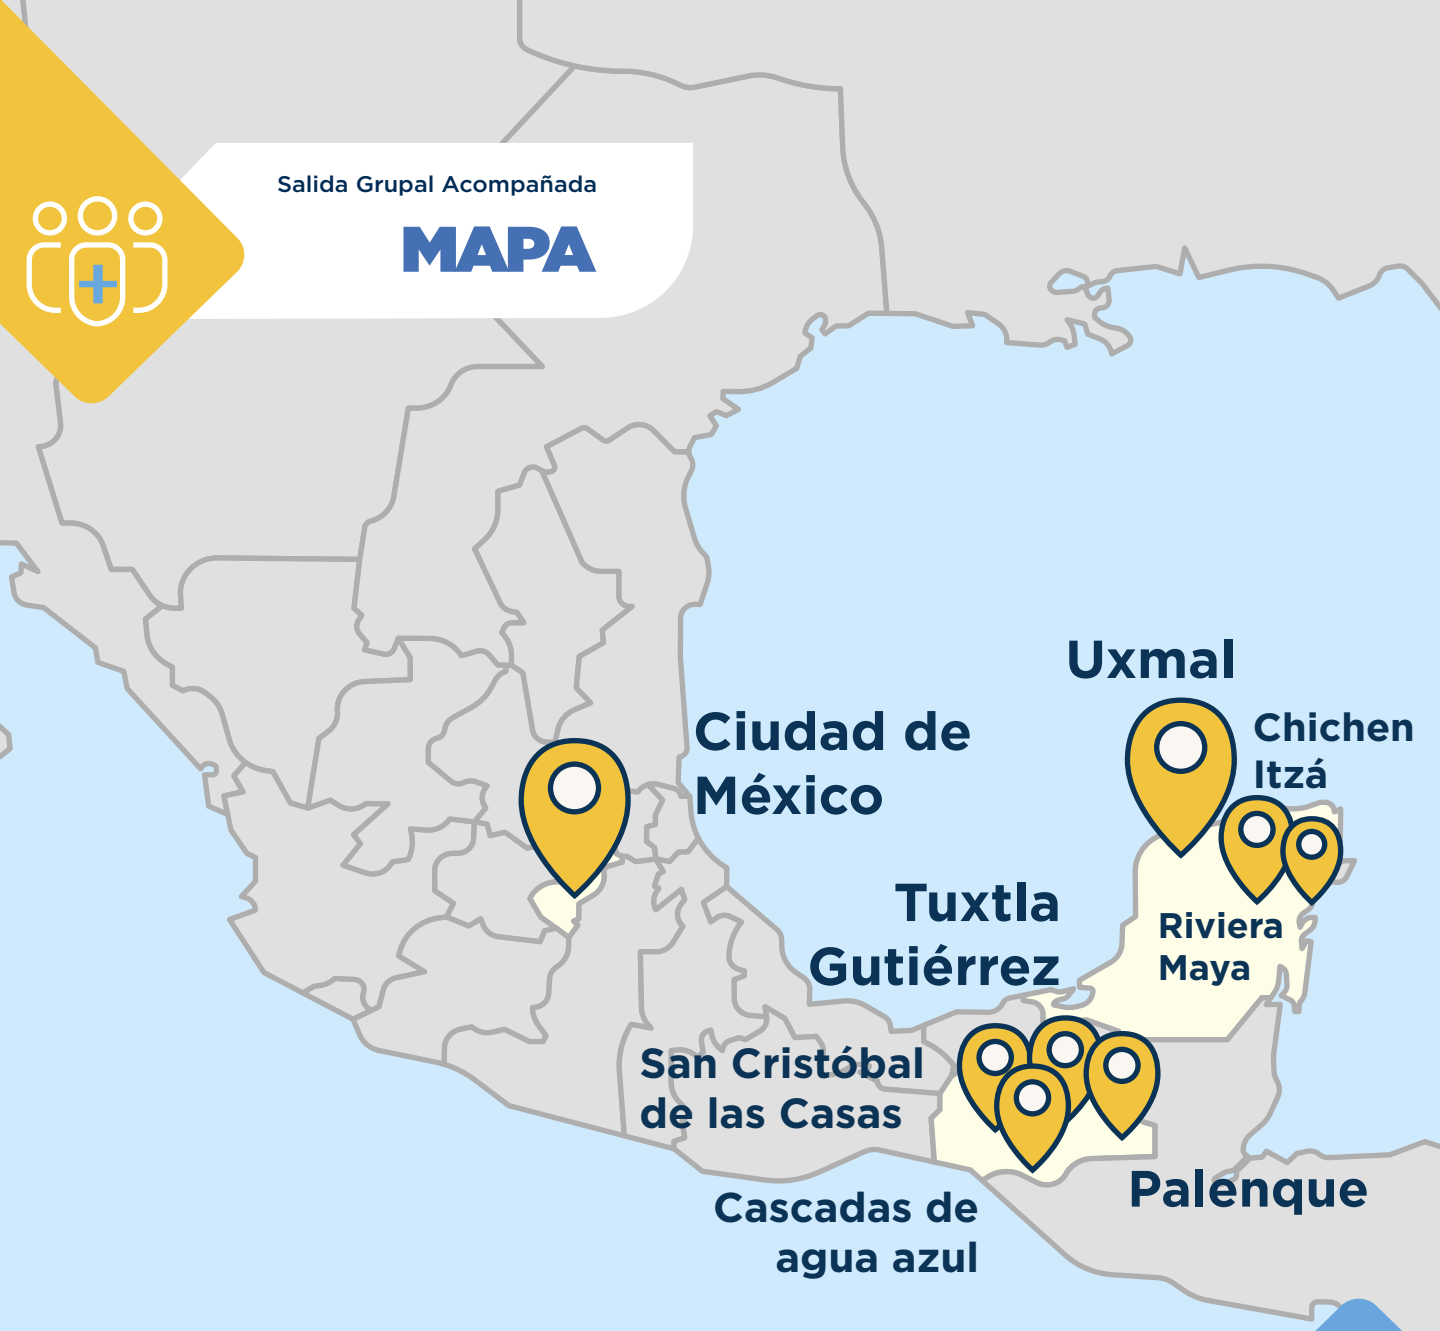 Salida Grupal Acompañada
MAPA
Uxmal
Ciudad de
México
Chichen
Itzá
Tuxtla
Gutiérrez
Riviera
Maya
San Cristóbal
de las Casas
Palenque
Cascadas de
agua azul